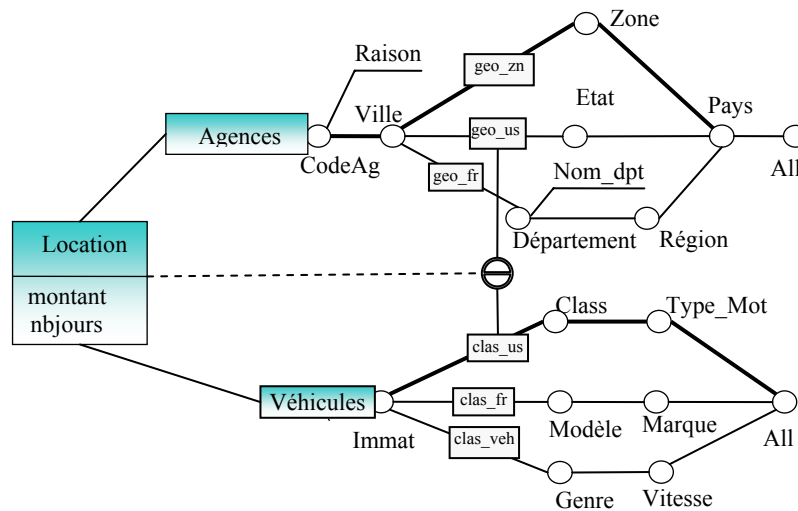 Zone
Raison
geo_zn
Ville
Etat
Pays
Agences
geo_us
CodeAg
All
geo_fr
Nom_dpt
Département
Région
Location
montant
nbjours
Class
Type_Mot
clas_us
Véhicules
clas_fr
Immat
Modèle
Marque
All
clas_veh
Genre
Vitesse